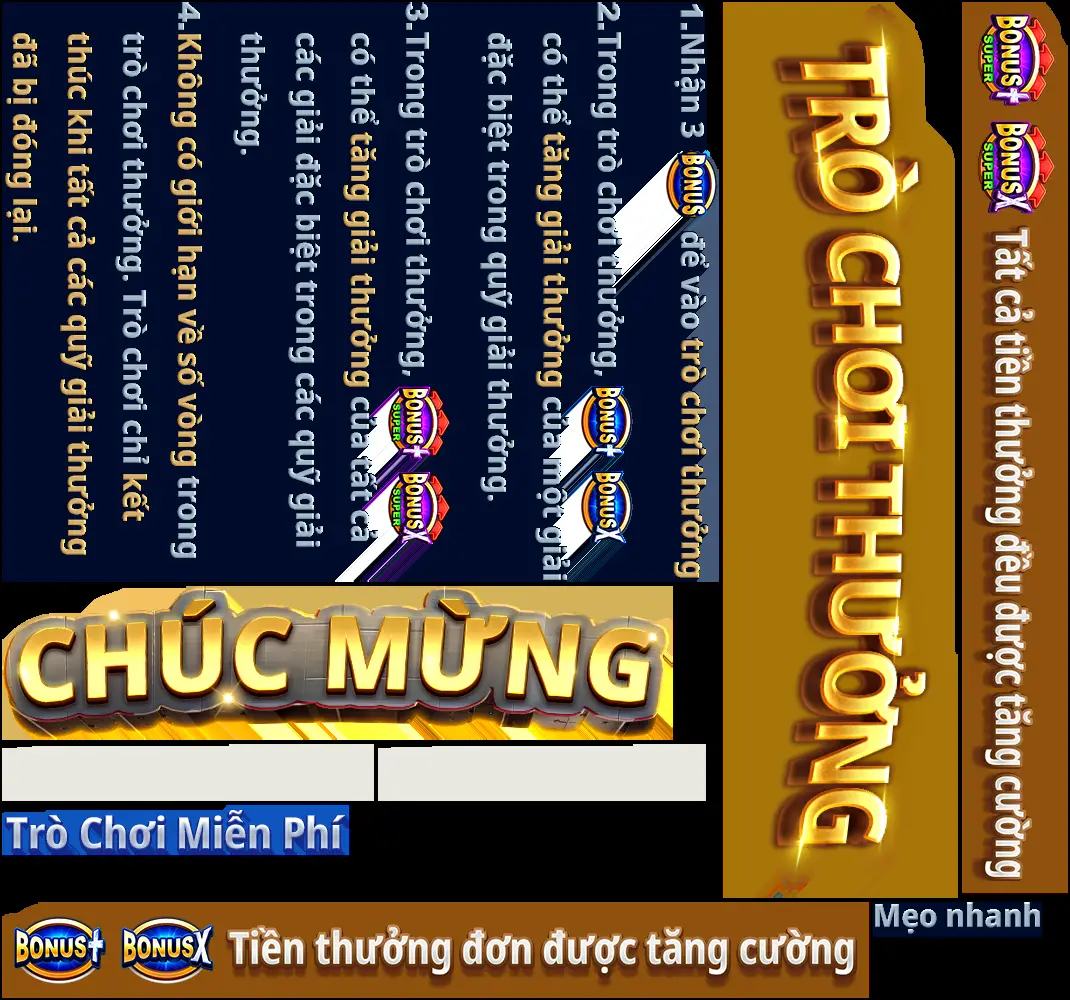 1.Nhận 3 BONUS để vào trò chơi thưởng
2.Trong trò chơi thưởng, BONUS+ BONUSX
có thể tăng giải thưởng của một giải
đặc biệt trong quỹ giải thưởng.
3.Trong trò chơi thưởng, BONUS+ SUPER BONUSX SUPER
có thể tăng giải thưởng của tất cả
các giải đặc biệt trong các quỹ giải
thưởng.
4.Không có giới hạn về số vòng trong
trò chơi thưởng. Trò chơi chỉ kết
thúc khi tất cả các quỹ giải thưởng
đã bị đóng lại.
TRÒ CHƠI THƯỞNG
BONUS+ SUPER BONUSX SUPER Tất cả tiền thưởng đều được tăng cường
CHÚC MỪNG
Trò Chơi Miễn Phí
Mẹo nhanh
BONUS+ BONUSX Tiền thưởng đơn được tăng cường